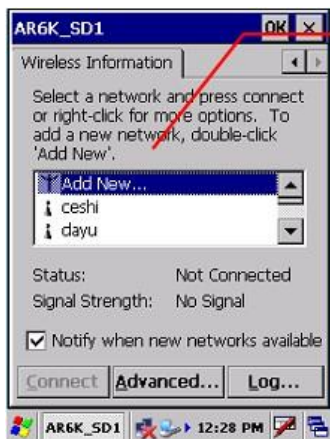 AR6K_SD1 OK ×
Wireless Information
Select a network and press connect
or right-click for more options. To
add a new network, double-click
'Add New'.
Add New...
ceshi
dayu
Status: Not Connected
Signal Strength: No Signal
Notify when new networks available
Connect Advanced... Log...
AR6K_SD1 12:28 PM